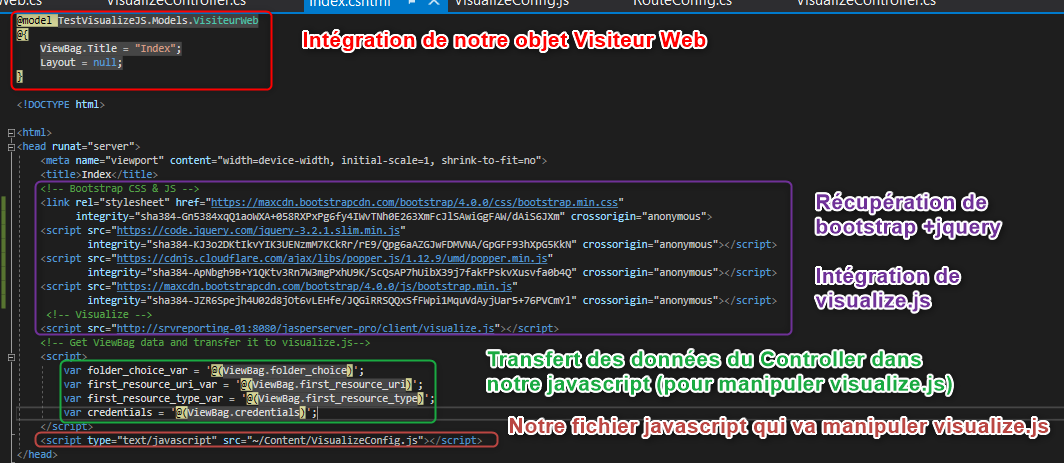 Web.cs VisualizeController.cs Index.cshtml VisualizeConfig.js RouteConfig.cs VisualizeController.cs
@model TestVisualizeJS.Models.VisiteurWeb
@{
ViewBag.Title = "Index";
Layout = null;
}
Intégration de notre objet Visiteur Web
<!DOCTYPE html>
<html>
<head runat="server">
<meta name="viewport" content="width=device-width, initial-scale=1, shrink-to-fit=no">
<title>Index</title>
<!-- Bootstrap CSS & JS -->
<link rel="stylesheet" href="https://maxcdn.bootstrapcdn.com/bootstrap/4.0.0/css/bootstrap.min.css"
integrity="sha384-Gn5384xqQ1aoWXA+058RXPxPg6fy4IWvTNh0E263XmFcJlSAwiGgFAW/dAiS6JXm" crossorigin="anonymous">
<script src="https://code.jquery.com/jquery-3.2.1.slim.min.js"
integrity="sha384-KJ3o2DKtIkvYIK3UENzmM7KCkRr/rE9/Qpg6aAZGJwFDMVNA/GpGFF93hXpG5KkN" crossorigin="anonymous"></script>
<script src="https://cdnjs.cloudflare.com/ajax/libs/popper.js/1.12.9/umd/popper.min.js"
integrity="sha384-ApNbgh9B+Y1QKtv3Rn7W3mgPxhU9K/ScQsAP7hUibX39j7fakFPskvXusvfa0b4Q" crossorigin="anonymous"></script>
<script src="https://maxcdn.bootstrapcdn.com/bootstrap/4.0.0/js/bootstrap.min.js"
integrity="sha384-JZR6Spejh4U02d8jOt6vLEHfe/JQGiRRSQQxSfFWpi1MquVdAyjUar5+76PVCmYl" crossorigin="anonymous"></script>
<!-- Visualize -->
<script src="http://srvreporting-01:8080/jasperserver-pro/client/visualize.js"></script>
Récupération de
bootstrap +jquery
Intégration de
visualize.js
<!-- Get ViewBag data and transfer it to visualize.js-->
<script>
var folder_choice_var = '@(ViewBag.folder_choice)';
var first_resource_uri_var = '@(ViewBag.first_resource_uri)';
var first_resource_type_var = '@(ViewBag.first_resource_type)';
var credentials = '@(ViewBag.credentials)';
</script>
Transfert des données du Controller dans
notre javascript (pour manipuler visualize.js)
<script type="text/javascript" src="~/Content/VisualizeConfig.js"></script>
Notre fichier javascript qui va manipuler visualize.js
</head>